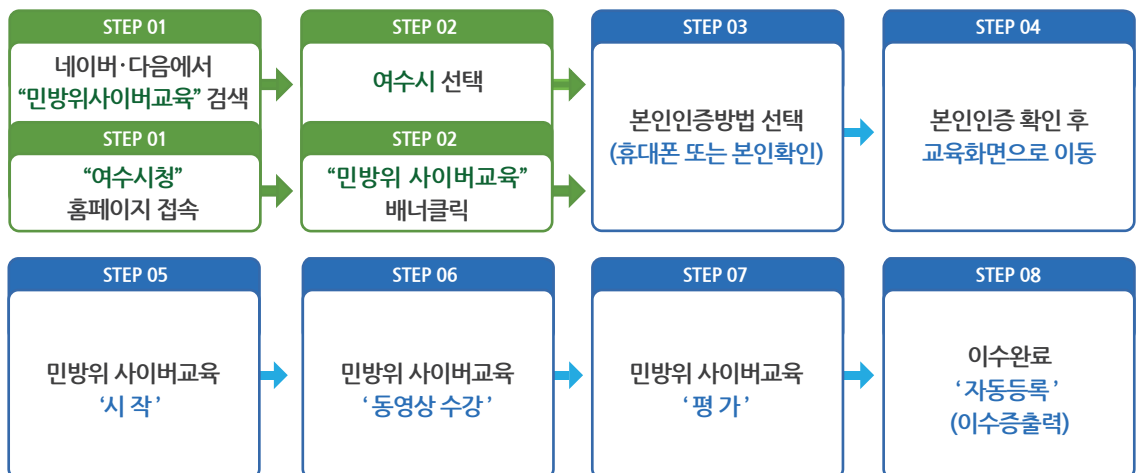 STEP 01
네이버·다음에서
“민방위사이버교육” 검색
STEP 02
여수시 선택
STEP 01
“여수시청”
홈페이지 접속
STEP 02
“민방위 사이버교육”
배너클릭
STEP 03
본인인증방법 선택
(휴대폰 또는 본인확인)
STEP 04
본인인증 확인 후
교육화면으로 이동
STEP 05
민방위 사이버교육
‘시 작’
STEP 06
민방위 사이버교육
‘동영상 수강’
STEP 07
민방위 사이버교육
‘평 가’
STEP 08
이수완료
‘자동등록’
(이수증출력)